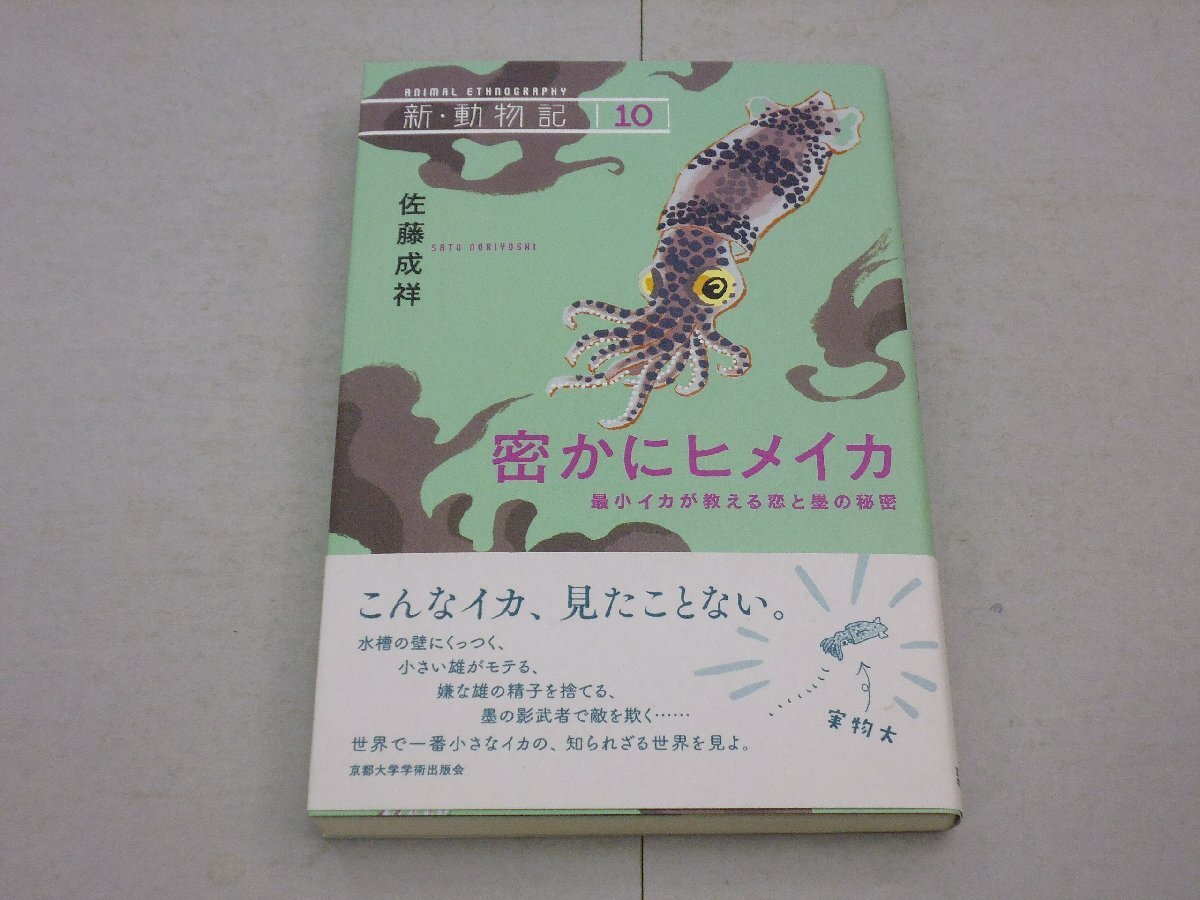 ANIMAL ETHNOGRAPHY
新・動物記 10
佐藤成祥
SATO NORIYOSHI
密かにヒメイカ
最小イカが教える恋と墨の秘密
こんなイカ、見たことない。
水槽の壁にくっつく、
小さい雄がモテる、
嫌な雄の精子を捨てる、
墨の影武者で敵を欺く……
世界で一番小さなイカの、知られざる世界を見よ。
京都大学学術出版会
実物大